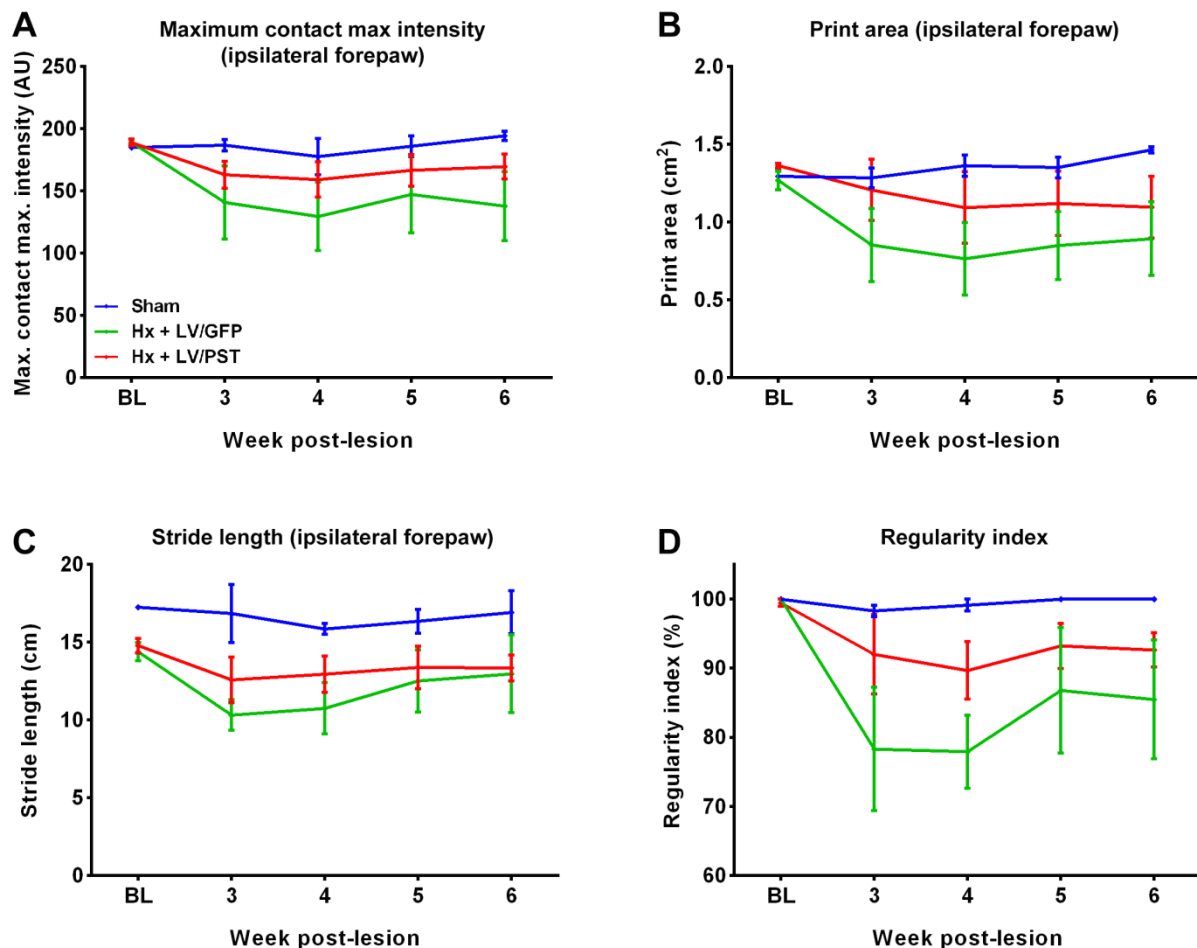 A
Maximum contact max intensity
(ipsilateral forepaw)
Max. contact max. intensity (AU)
250
200
150
100
50
0
Sham
Hx + LV/GFP
Hx + LV/PST
BL 3 4 5 6
Week post-lesion
B
Print area (ipsilateral forepaw)
Print area (cm²)
2.0
1.5
1.0
0.5
0.0
BL 3 4 5 6
Week post-lesion
C
Stride length (ipsilateral forepaw)
Stride length (cm)
20
15
10
5
0
BL 3 4 5 6
Week post-lesion
D
Regularity index
Regularity index (%)
100
90
80
70
60
BL 3 4 5 6
Week post-lesion